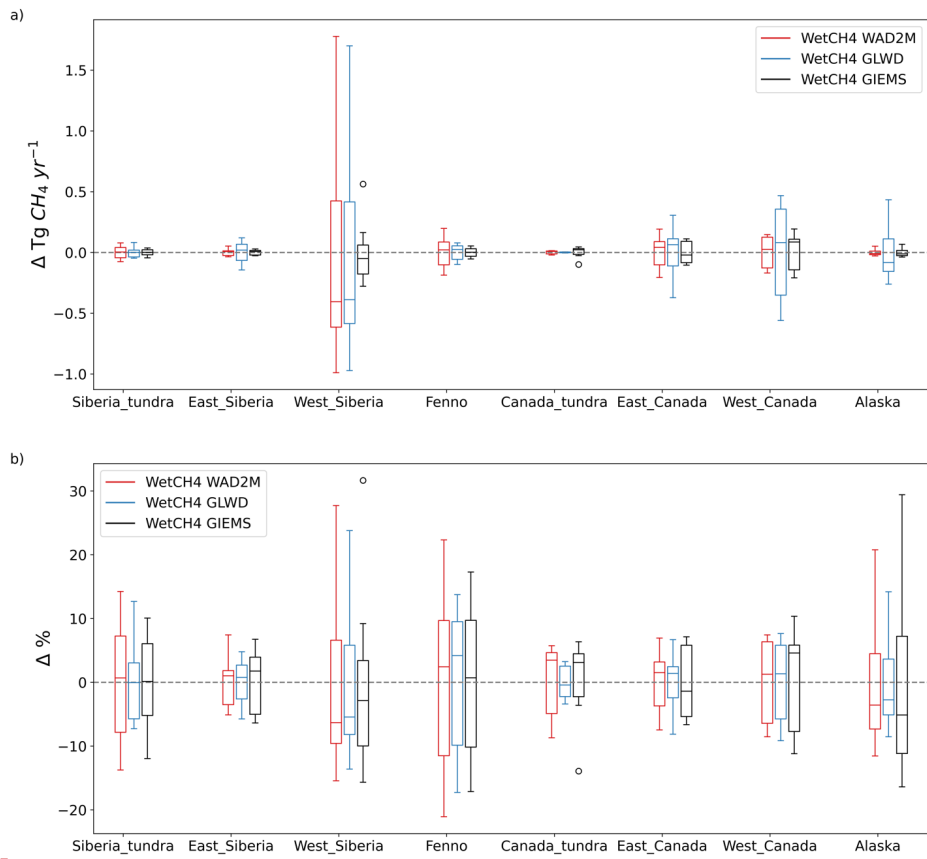 a)
WetCH4 WAD2M
WetCH4 GLWD
WetCH4 GIEMS
Δ Tg CH₄ yr⁻¹
1.5
1.0
0.5
0.0
−0.5
−1.0
Siberia_tundra East_Siberia West_Siberia Fenno Canada_tundra East_Canada West_Canada Alaska
b)
WetCH4 WAD2M
WetCH4 GLWD
WetCH4 GIEMS
Δ %
30
20
10
0
−10
−20
Siberia_tundra East_Siberia West_Siberia Fenno Canada_tundra East_Canada West_Canada Alaska